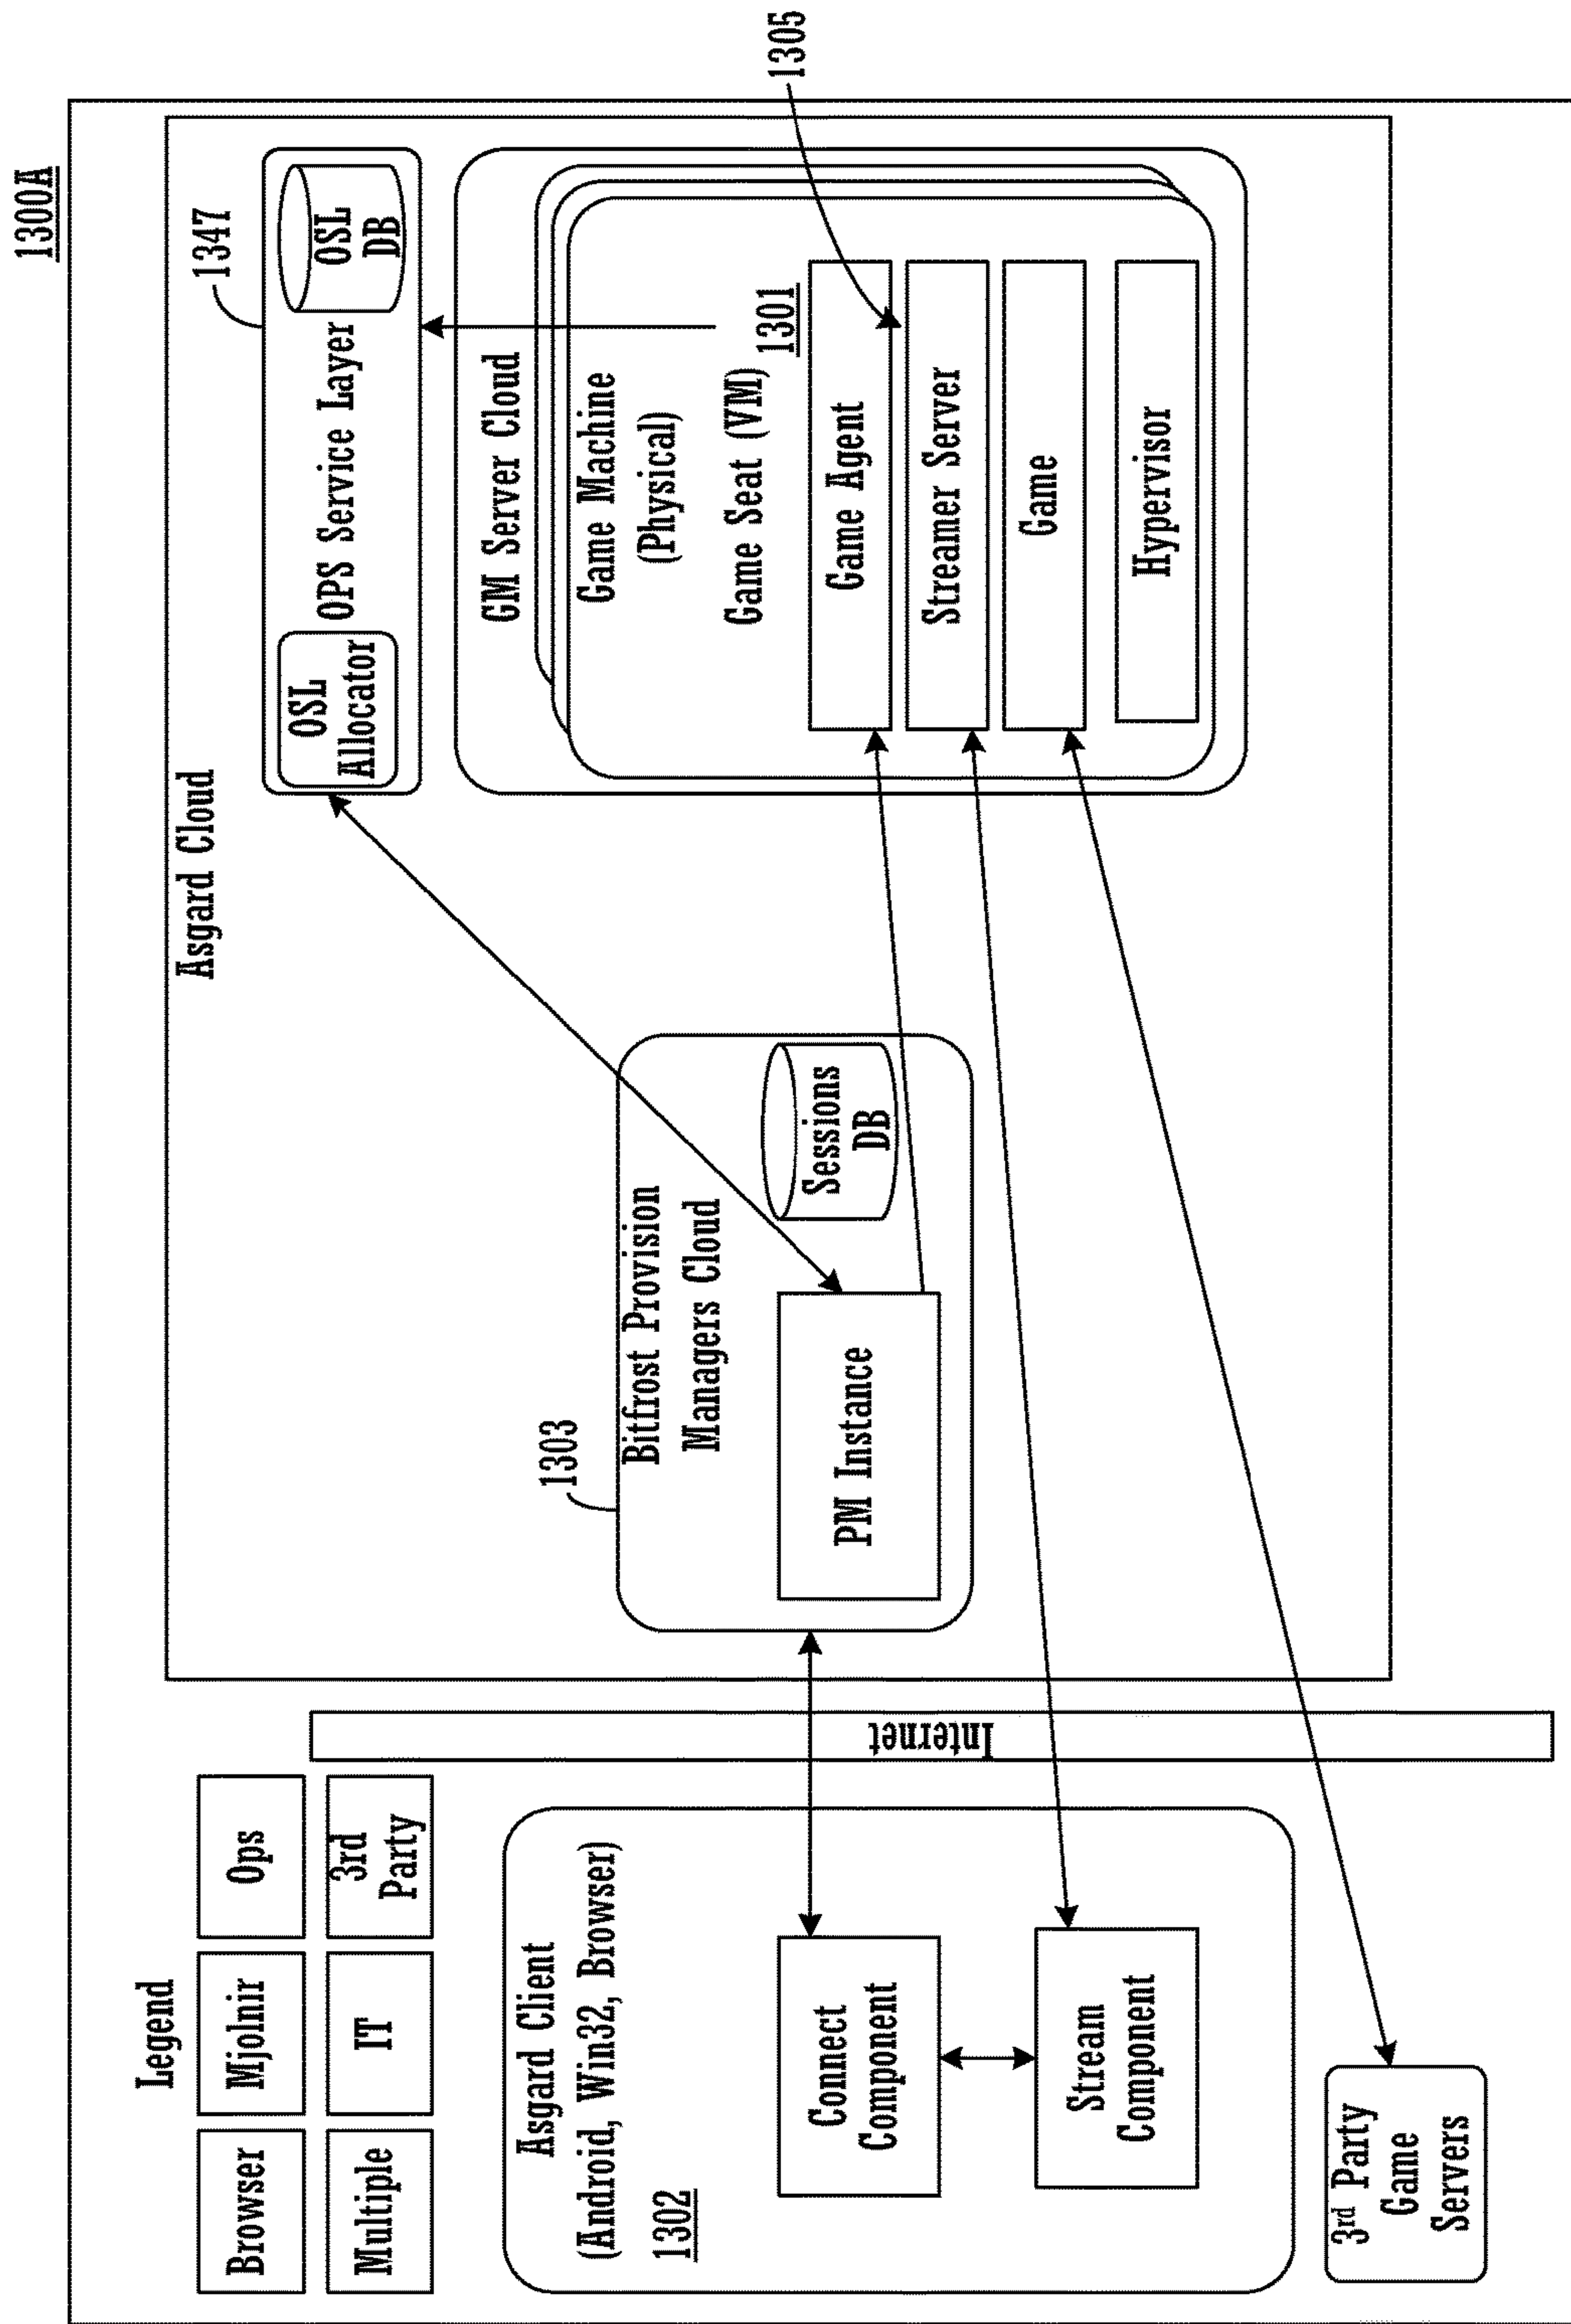 1300A
Legend
Browser
Mjolnir
Ops
Multiple
IT
3rd
Party
Asgard Client
(Android, Win32, Browser)
1302
Connect
Component
Stream
Component
3rd Party
Game
Servers
Internet
Asgard Cloud
1303
Bitfrost Provision
Managers Cloud
PM Instance
Sessions
DB
1347
OSL
Allocator
OPS Service Layer
OSL
DB
GM Server Cloud
Game Machine
(Physical)
Game Seat (VM)
1301
Game Agent
Streamer Server
Game
Hypervisor
1305